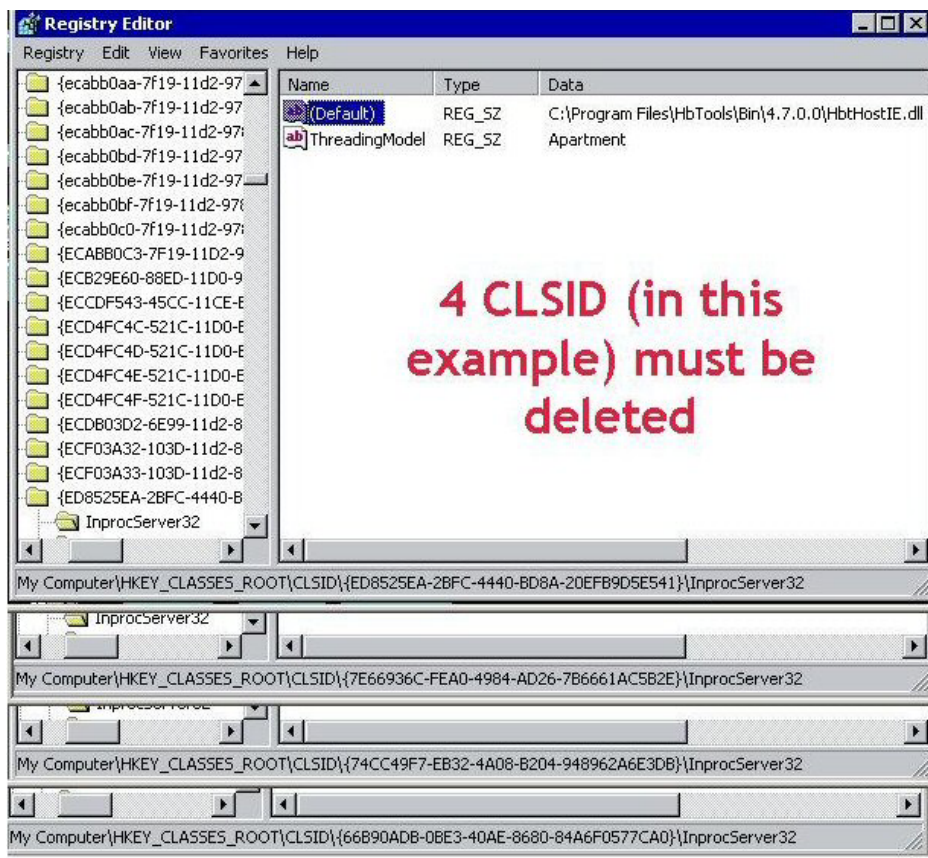 Registry Editor
Registry Edit View Favorites Help
Name Type Data
{ecabb0aa-7f19-11d2-97
(Default) REG_SZ C:\Program Files\HbTools\Bin\4.7.0.0\HbtHostIE.dll
{ecabb0ab-7f19-11d2-97
ThreadingModel REG_SZ Apartment
{ecabb0ac-7f19-11d2-97
{ecabb0bd-7f19-11d2-97
{ecabb0be-7f19-11d2-97
{ecabb0bf-7f19-11d2-978
{ecabb0c0-7f19-11d2-97
{ECABB0C3-7F19-11D2-9
{ECB29E60-88ED-11D0-9
{ECCDF543-45CC-11CE-B
{ECD4FC4C-521C-11D0-B
{ECD4FC4D-521C-11D0-B
{ECD4FC4E-521C-11D0-B
{ECD4FC4F-521C-11D0-B
{ECDB03D2-6E99-11d2-8
{ECF03A32-103D-11d2-8
{ECF03A33-103D-11d2-8
{ED8525EA-2BFC-4440-B
InprocServer32
4 CLSID (in this
example) must be
deleted
My Computer\HKEY_CLASSES_ROOT\CLSID\{ED8525EA-2BFC-4440-BD8A-20EFB9D5E541}\InprocServer32
InprocServer32
My Computer\HKEY_CLASSES_ROOT\CLSID\{7E66936C-FEA0-4984-AD26-7B6661AC5B2E}\InprocServer32
My Computer\HKEY_CLASSES_ROOT\CLSID\{74CC49F7-EB32-4A08-B204-948962A6E3DB}\InprocServer32
My Computer\HKEY_CLASSES_ROOT\CLSID\{66B90ADB-0BE3-40AE-8680-84A6F0577CA0}\InprocServer32